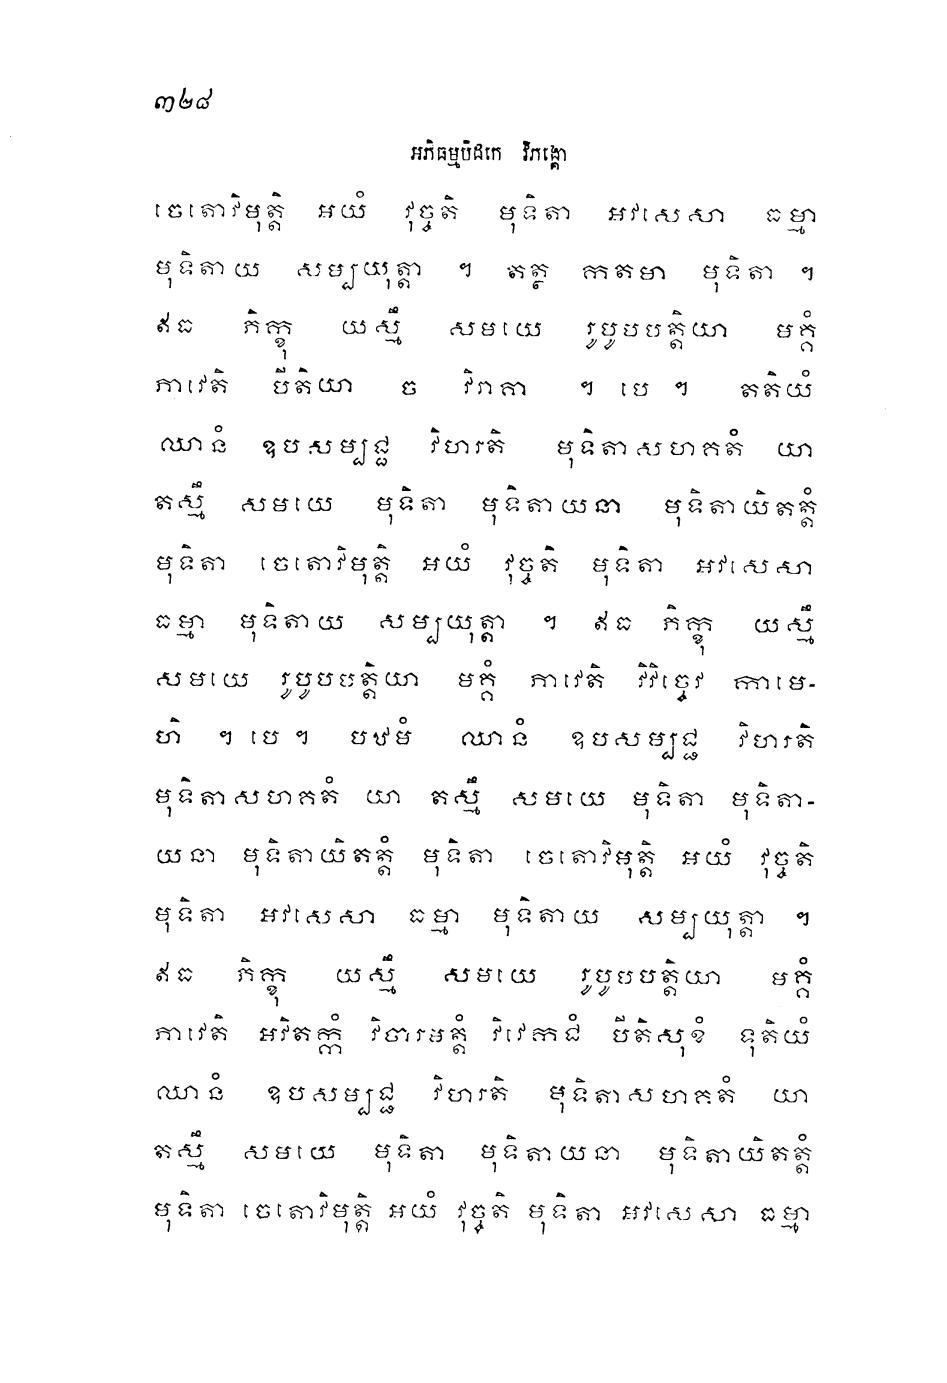 ៣២៨
អភិធម្មបិដកេ វិភង្គោ
ចេតោវិមុត្តិ អយំ វុច្ចតិ មុទិតា អវសេសា ធម្មា
មុទិតាយ សម្បយុត្តា ។ តត្ថ កតមា មុទិតា ។
ឥធ ភិក្ខុ យស្មឹ សមយេ រូបូបបត្តិយា មគ្គំ
ភាវេតិ បីតិយា ច វិរាគា ។ បេ ។ តតិយំ
ឈានំ ឧបសម្បជ្ជ វិហរតិ មុទិតាសហគតំ យា
តស្មឹ សមយេ មុទិតា មុទិតាយនា មុទិតាយិតត្តំ
មុទិតា ចេតោវិមុត្តិ អយំ វុច្ចតិ មុទិតា អវសេសា
ធម្មា មុទិតាយ សម្បយុត្តា ។ ឥធ ភិក្ខុ យស្មឹ
សមយេ រូបូបបត្តិយា មគ្គំ ភាវេតិ វិវិច្ចេវ កាមេ-
ហិ ។ បេ ។ បឋមំ ឈានំ ឧបសម្បជ្ជ វិហរតិ
មុទិតាសហគតំ យា តស្មឹ សមយេ មុទិតា មុទិតា-
យនា មុទិតាយិតត្តំ មុទិតា ចេតោវិមុត្តិ អយំ វុច្ចតិ
មុទិតា អវសេសា ធម្មា មុទិតាយ សម្បយុត្តា ។
ឥធ ភិក្ខុ យស្មឹ សមយេ រូបូបបត្តិយា មគ្គំ
ភាវេតិ អវិតក្កំ វិចារមត្តំ វិវេកជំ បីតិសុខំ ទុតិយំ
ឈានំ ឧបសម្បជ្ជ វិហរតិ មុទិតាសហគតំ យា
តស្មឹ សមយេ មុទិតា មុទិតាយនា មុទិតាយិតត្តំ
មុទិតា ចេតោវិមុត្តិ អយំ វុច្ចតិ មុទិតា អវសេសា ធម្មា